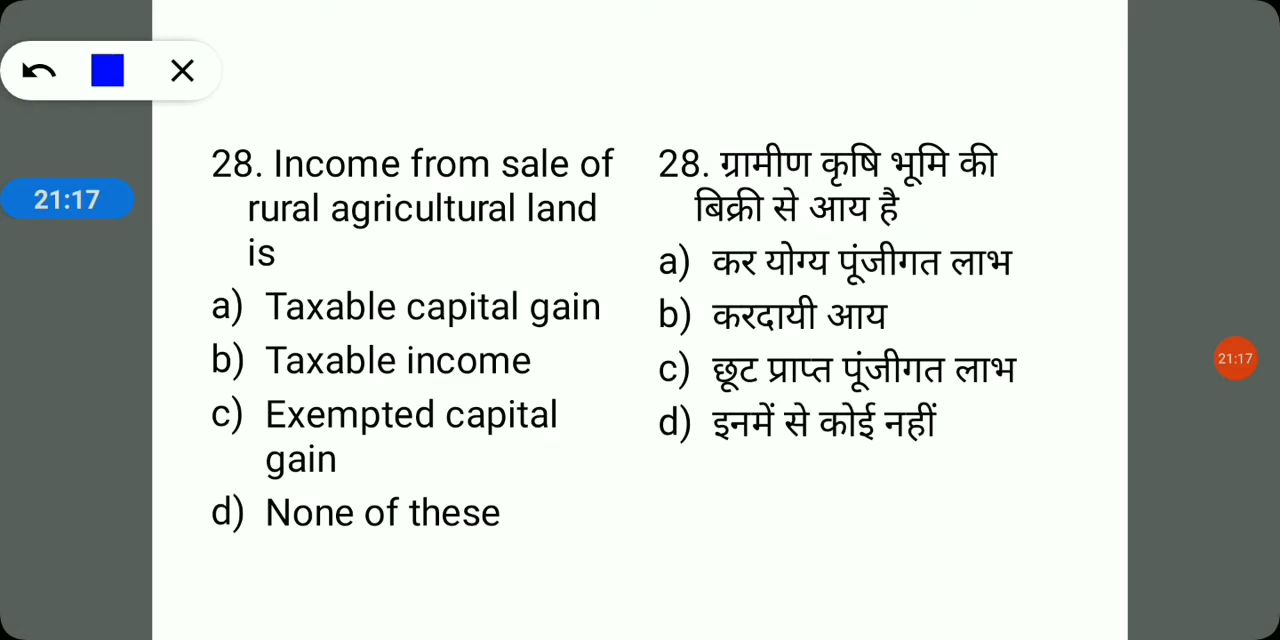 21:17
28. Income from sale of
rural agricultural land
is
a) Taxable capital gain
b) Taxable income
c) Exempted capital
gain
d) None of these
28. ग्रामीण कृषि भूमि की
बिक्री से आय है
a) कर योग्य पूंजीगत लाभ
b) करदायी आय
c) छूट प्राप्त पूंजीगत लाभ
d) इनमें से कोई नहीं
21:17